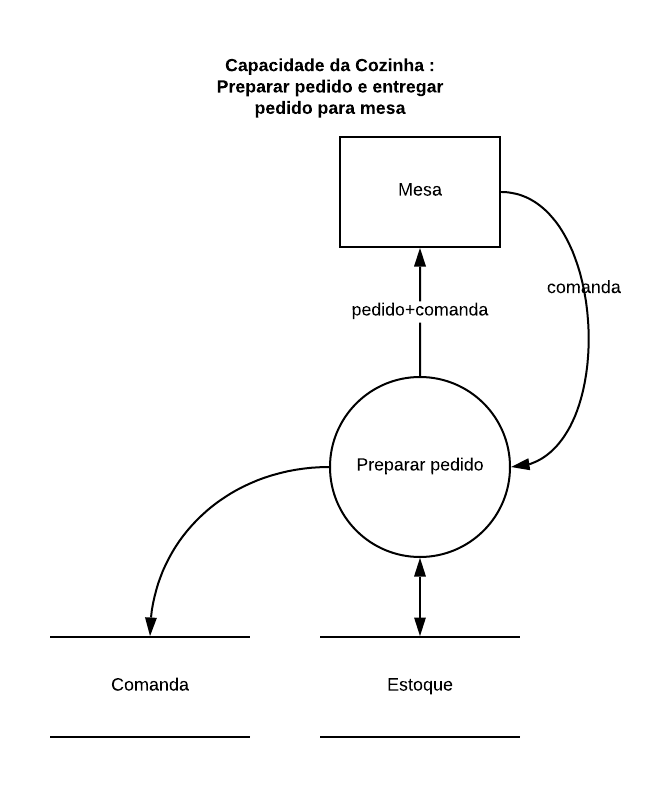 Capacidade da Cozinha :
Preparar pedido e entregar
pedido para mesa
Mesa
comanda
pedido+comanda
Preparar pedido
Comanda
Estoque